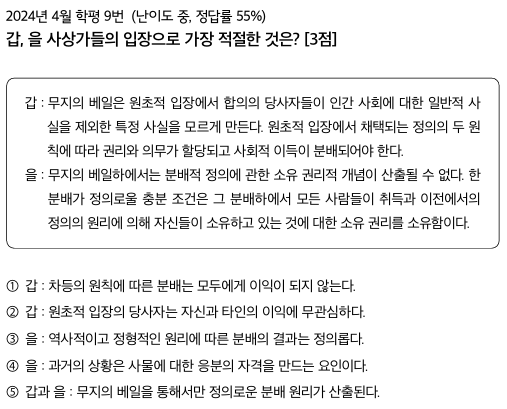 2024년 4월 학평 9번 (난이도 중, 정답률 55%)
갑, 을 사상가들의 입장으로 가장 적절한 것은? [3점]
갑 : 무지의 베일은 원초적 입장에서 합의의 당사자들이 인간 사회에 대한 일반적 사
실을 제외한 특정 사실을 모르게 만든다. 원초적 입장에서 채택되는 정의의 두 원
칙에 따라 권리와 의무가 할당되고 사회적 이득이 분배되어야 한다.
을 : 무지의 베일하에서는 분배적 정의에 관한 소유 권리적 개념이 산출될 수 없다. 한
분배가 정의로울 충분 조건은 그 분배하에서 모든 사람들이 취득과 이전에서의
정의의 원리에 의해 자신들이 소유하고 있는 것에 대한 소유 권리를 소유함이다.
① 갑 : 차등의 원칙에 따른 분배는 모두에게 이익이 되지 않는다.
② 갑 : 원초적 입장의 당사자는 자신과 타인의 이익에 무관심하다.
③ 을 : 역사적이고 정형적인 원리에 따른 분배의 결과는 정의롭다.
④ 을 : 과거의 상황은 사물에 대한 응분의 자격을 만드는 요인이다.
⑤ 갑과 을 : 무지의 베일을 통해서만 정의로운 분배 원리가 산출된다.